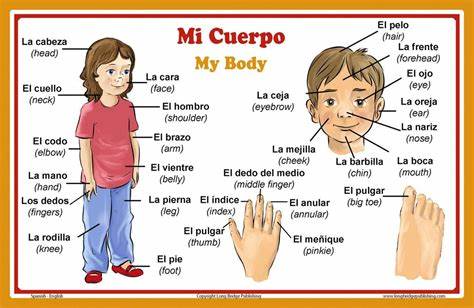 Mi Cuerpo
My Body
La cabeza
(head)
La cara
(face)
El cuello
(neck)
El hombro
(shoulder)
El codo
(elbow)
El brazo
(arm)
La mano
(hand)
El vientre
(belly)
Los dedos
(fingers)
La pierna
(leg)
La rodilla
(knee)
El pie
(foot)
El pelo
(hair)
La frente
(forehead)
El ojo
(eye)
La ceja
(eyebrow)
La oreja
(ear)
La nariz
(nose)
La mejilla
(cheek)
La barbilla
(chin)
La boca
(mouth)
El dedo del medio
(middle finger)
El índice
(index)
El anular
(annular)
El pulgar
(thumb)
El meñique
(pinkie)
El pulgar
(big toe)
Spanish - English
Copyright Long Bridge Publishing
www.longbridgepublishing.com